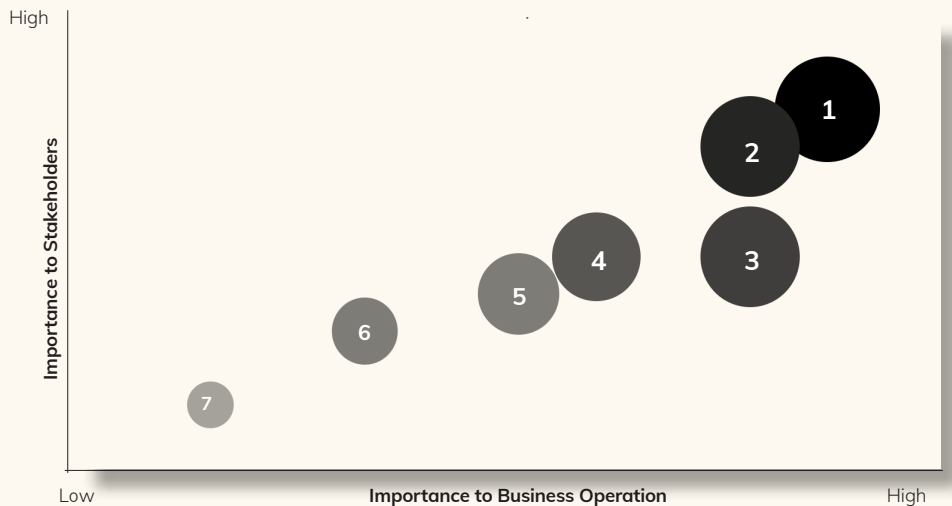 High
1
2
Importance to Stakeholders
3
4
5
6
7
Low
Importance to Business Operation
High